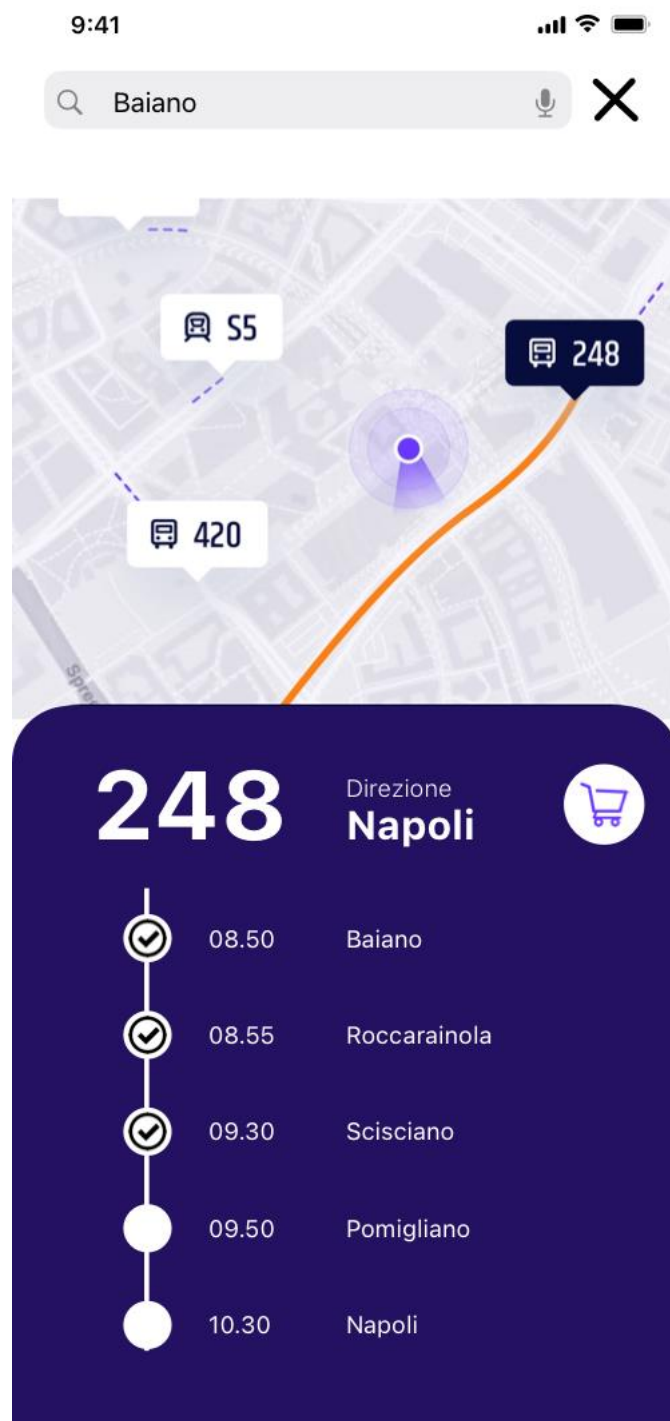 9:41
Baiano
S5
248
420
Spree
248
Direzione
Napoli
08.50 Baiano
08.55 Roccarainola
09.30 Scisciano
09.50 Pomigliano
10.30 Napoli